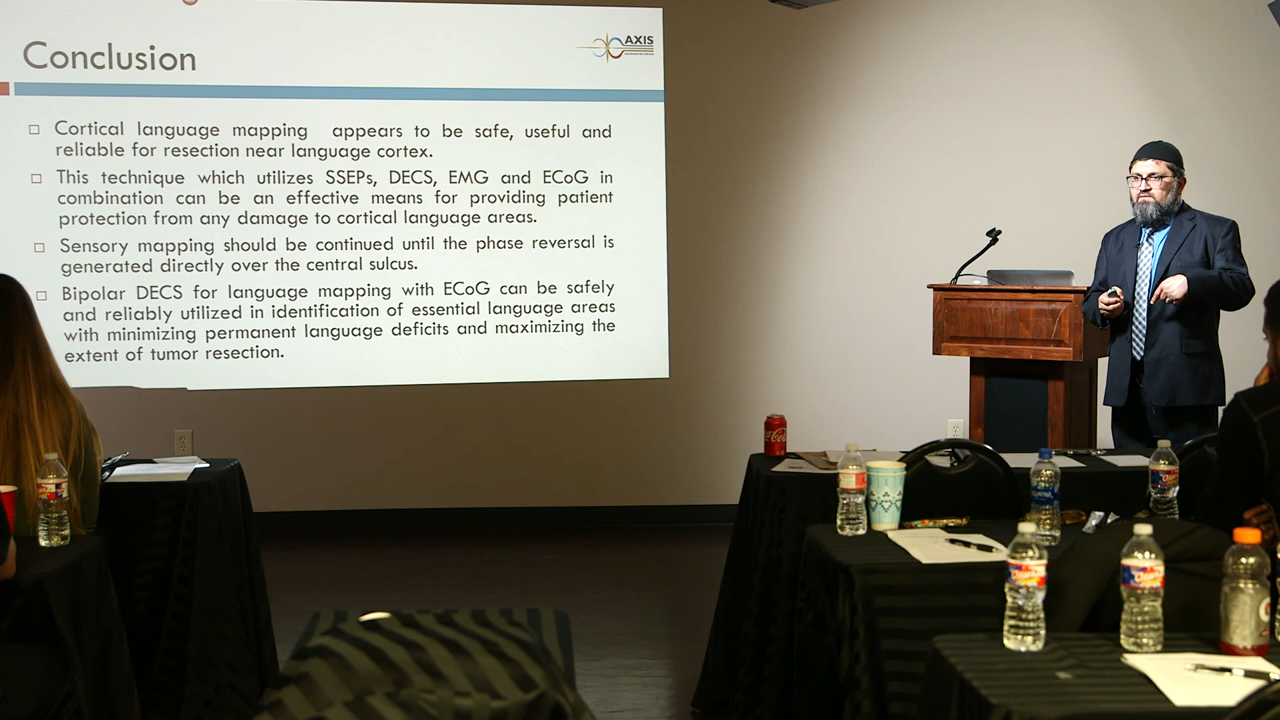 Conclusion
AXIS
Cortical language mapping appears to be safe, useful and
reliable for resection near language cortex.
This technique which utilizes SSEPs, DECS, EMG and ECoG in
combination can be an effective means for providing patient
protection from any damage to cortical language areas.
Sensory mapping should be continued until the phase reversal is
generated directly over the central sulcus.
Bipolar DECS for language mapping with ECoG can be safely
and reliably utilized in identification of essential language areas
with minimizing permanent language deficits and maximizing the
extent of tumor resection.